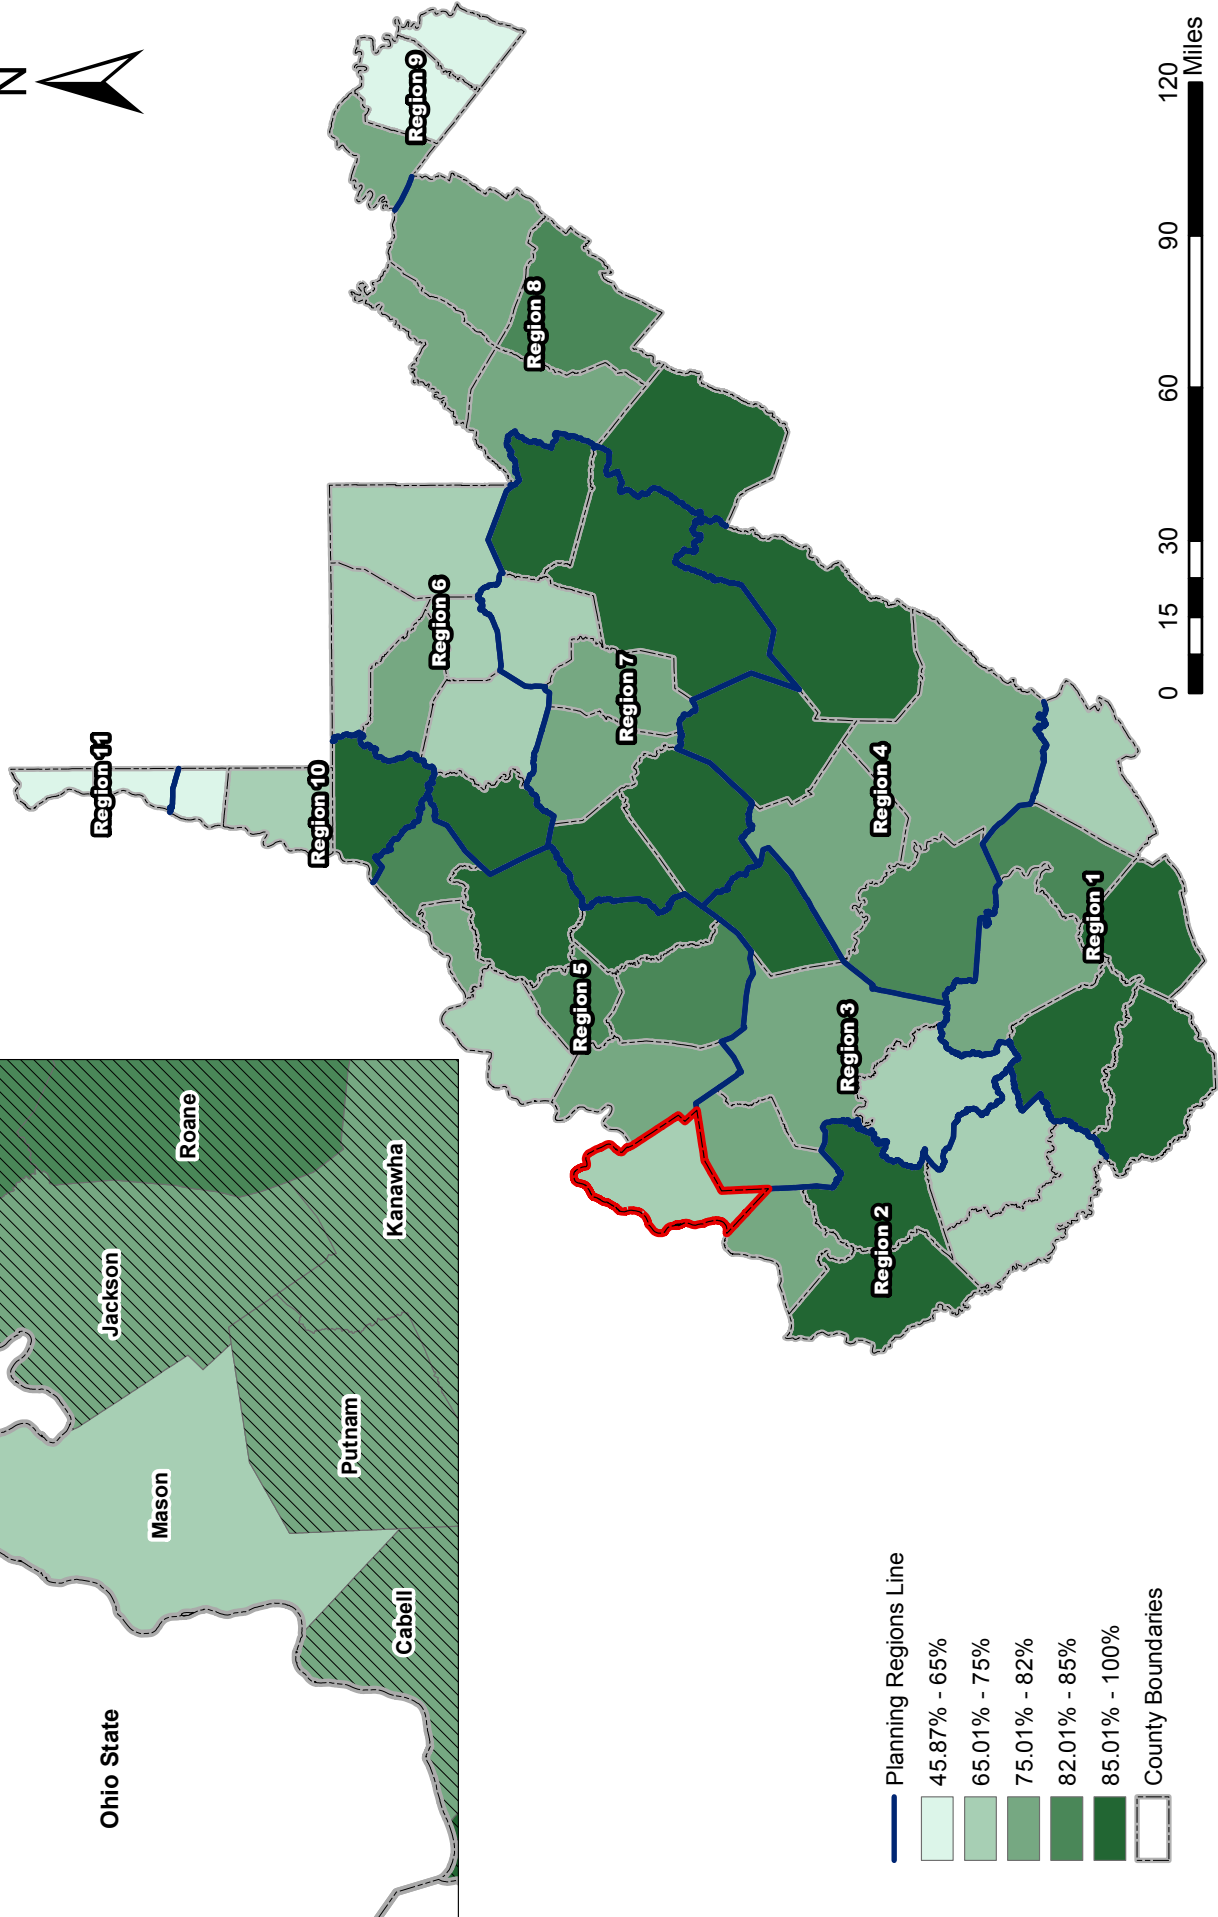 N
Region 9
Region 8
Region 6
Region 7
Region 11
Region 10
Region 4
Region 5
Region 3
Region 1
Region 2
Roane
Jackson
Kanawha
Mason
Putnam
Cabell
Ohio State
0 15 30 60 90 120
Miles
Planning Regions Line
45.87% - 65%
65.01% - 75%
75.01% - 82%
82.01% - 85%
85.01% - 100%
County Boundaries